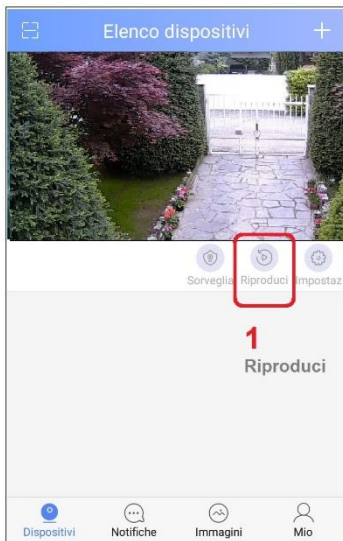 Elenco dispositivi
Sorveglia Riproduci Impostaz
1
Riproduci
Dispositivi Notifiche Immagini Mio